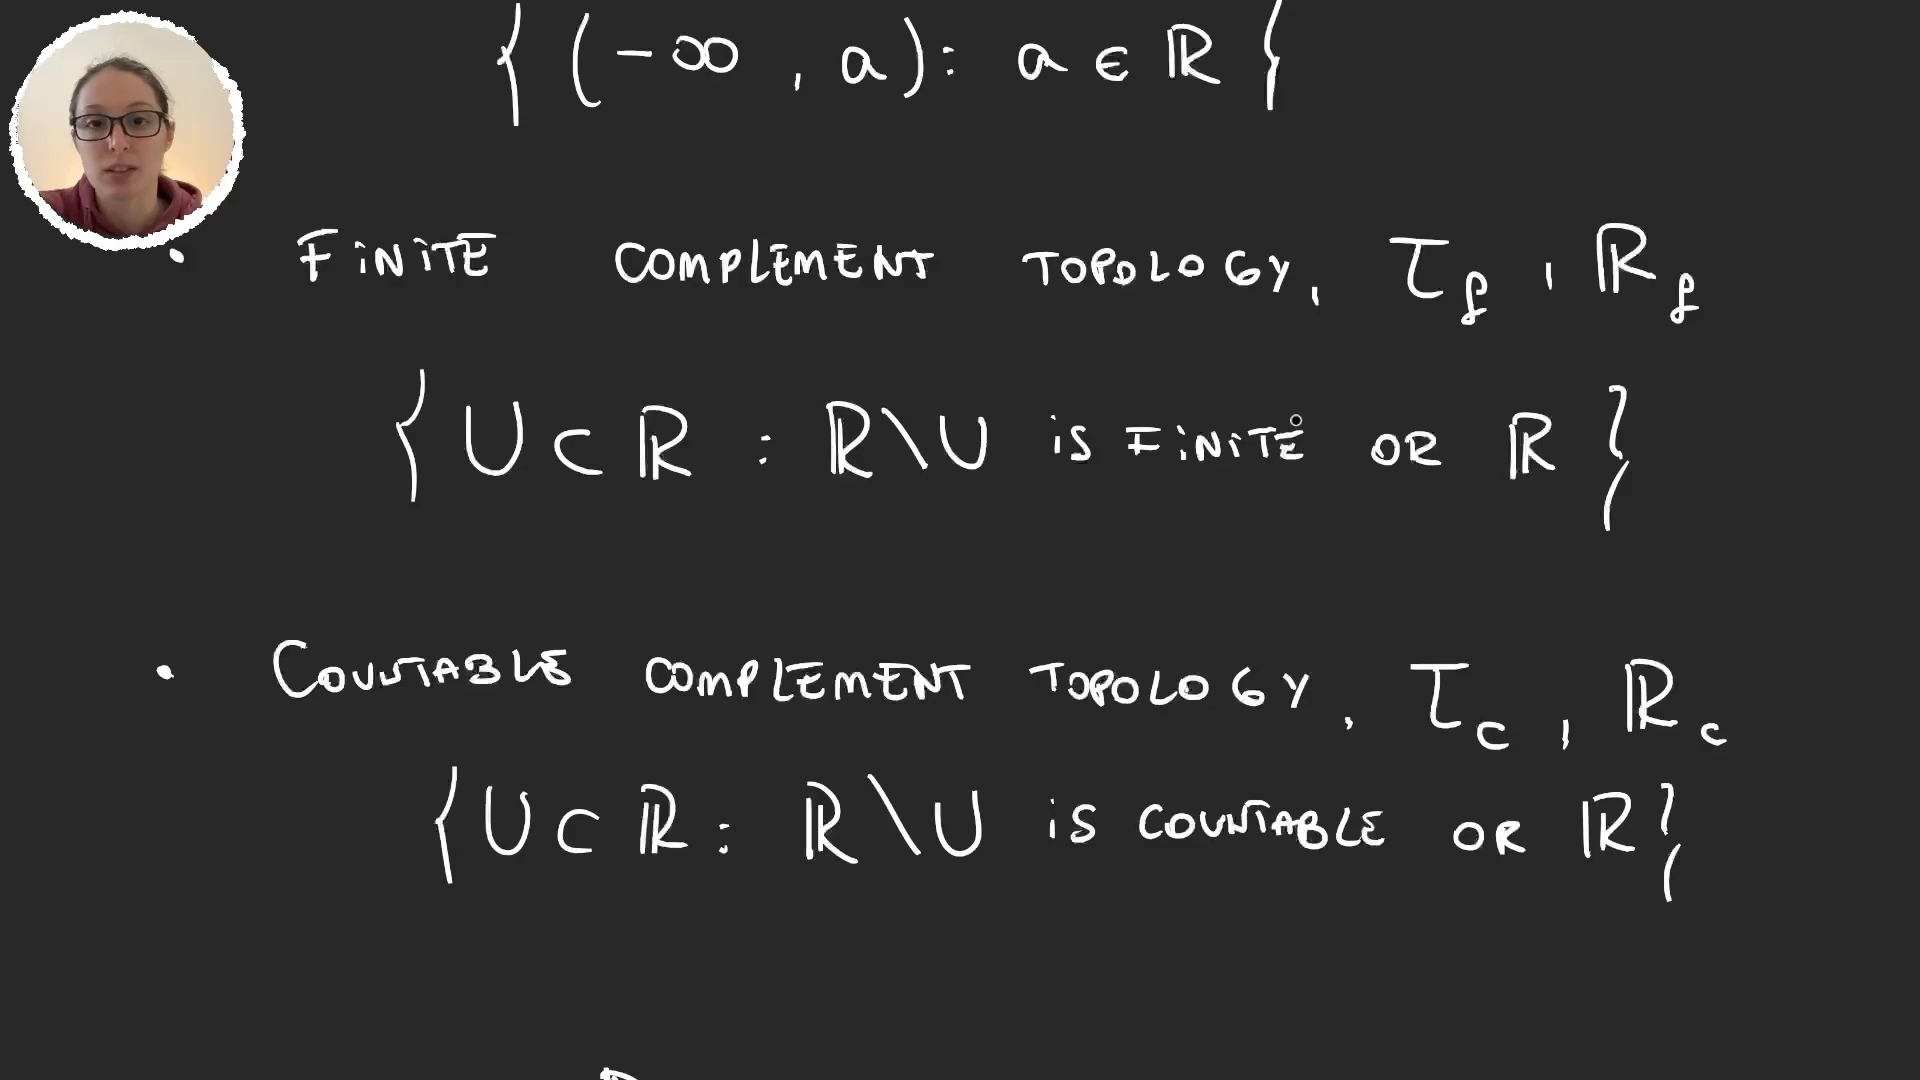 { (-∞ , a) : a ∈ ℝ }
• FINITE COMPLEMENT TOPOLOGY, τ_f , ℝ_f
{ U ⊂ ℝ : ℝ \ U is FINITE OR ℝ }
• COUNTABLE COMPLEMENT TOPOLOGY, τ_c , ℝ_c
{ U ⊂ ℝ : ℝ \ U is COUNTABLE OR ℝ }